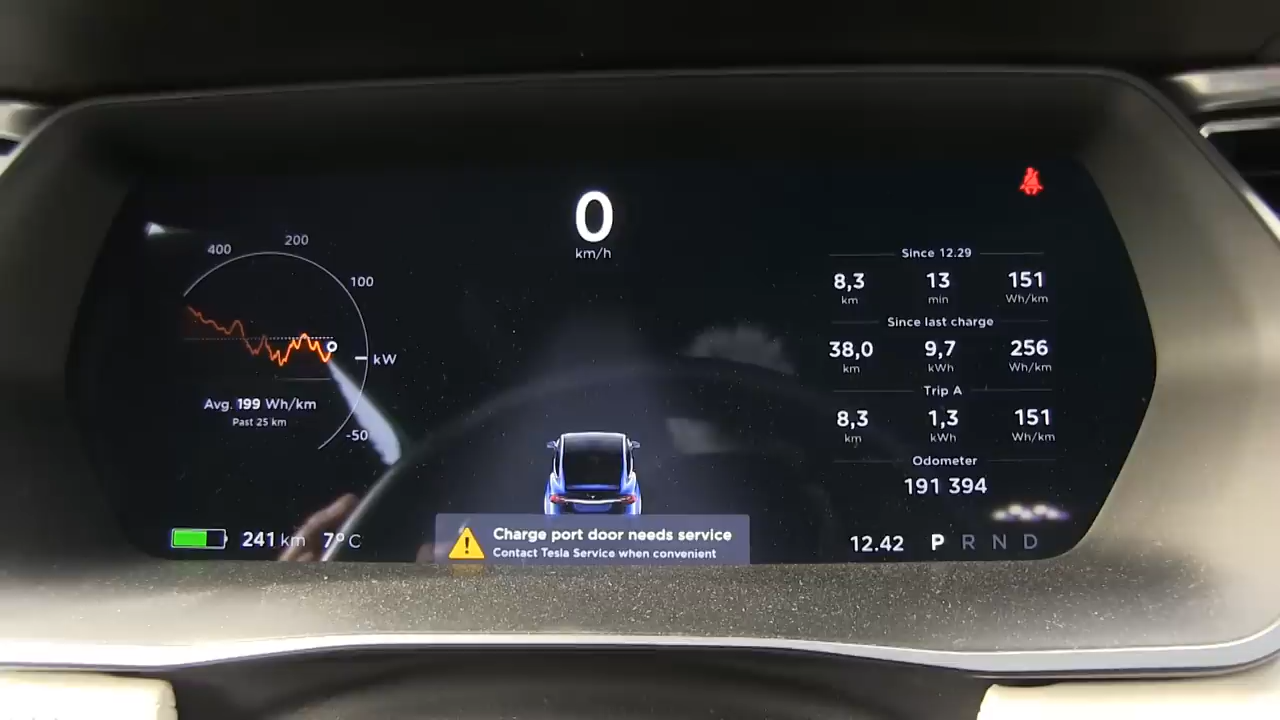 0
km/h
400
200
100
kW
-50
Avg. 199 Wh/km
Past 25 km
Since 12.29
8,3 13 151
km min Wh/km
Since last charge
38,0 9,7 256
km kWh Wh/km
Trip A
8,3 1,3 151
km kWh Wh/km
Odometer
191 394
241 km 7° C
Charge port door needs service
Contact Tesla Service when convenient
12.42 P R N D